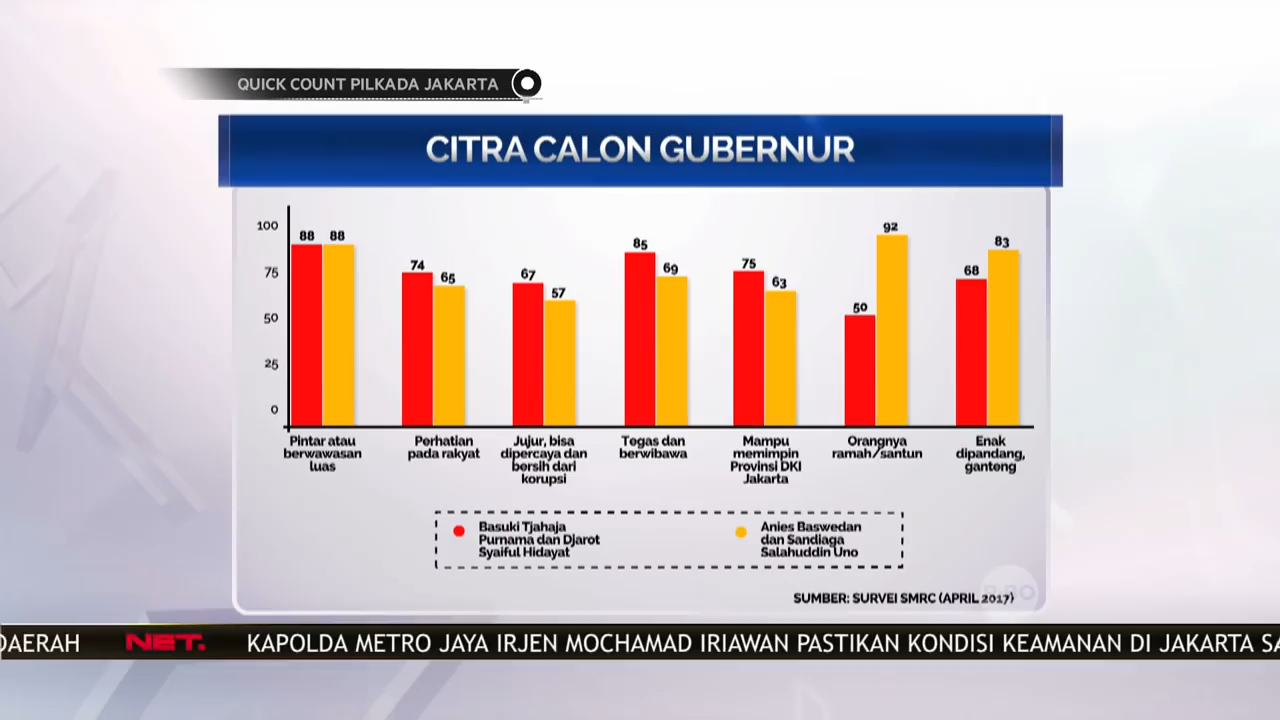 QUICK COUNT PILKADA JAKARTA
CITRA CALON GUBERNUR
100
75
50
25
0
88 88
74 65
67 57
85 69
75 63
50 92
68 83
Pintar atau
berwawasan
luas
Perhatian
pada rakyat
Jujur, bisa
dipercaya dan
bersih dari
korupsi
Tegas dan
berwibawa
Mampu
memimpin
Provinsi DKI
Jakarta
Orangnya
ramah/santun
Enak
dipandang,
ganteng
Basuki Tjahaja
Purnama dan Djarot
Syaiful Hidayat
Anies Baswedan
dan Sandiaga
Salahuddin Uno
SUMBER: SURVEI SMRC (APRIL 2017)
DAERAH NET. KAPOLDA METRO JAYA IRJEN MOCHAMAD IRIAWAN PASTIKAN KONDISI KEAMANAN DI JAKARTA SA